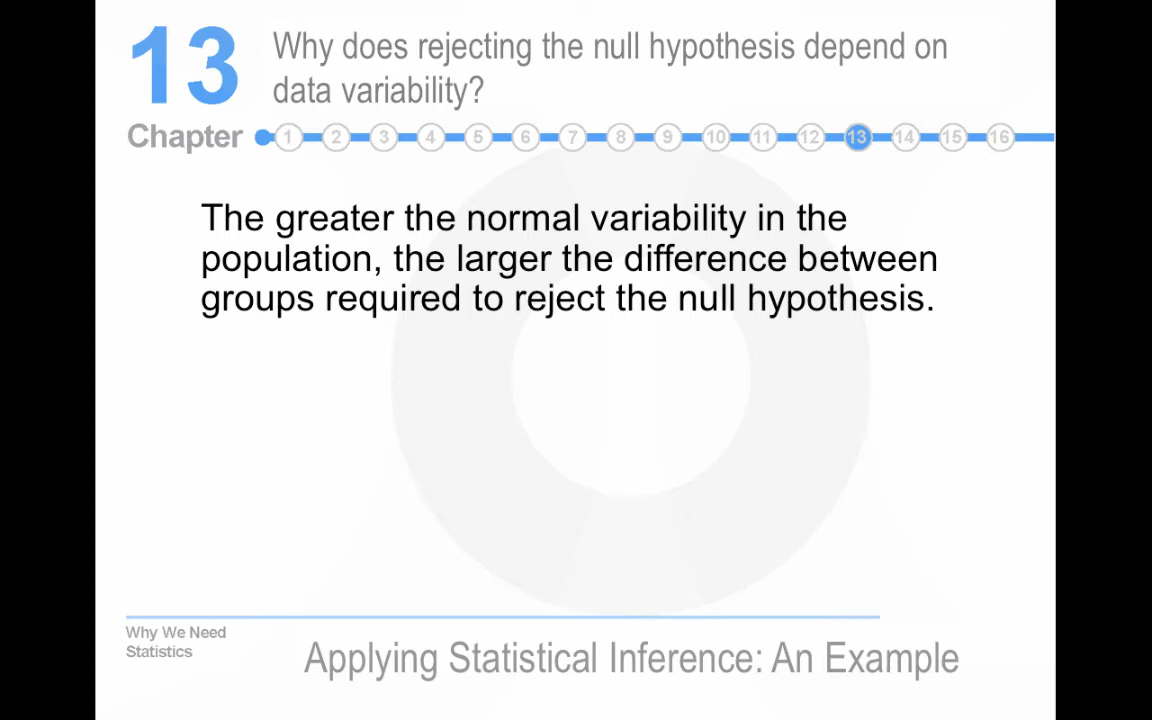 13
Why does rejecting the null hypothesis depend on
data variability?
Chapter
1 2 3 4 5 6 7 8 9 10 11 12 13 14 15 16
The greater the normal variability in the
population, the larger the difference between
groups required to reject the null hypothesis.
Why We Need
Statistics
Applying Statistical Inference: An Example